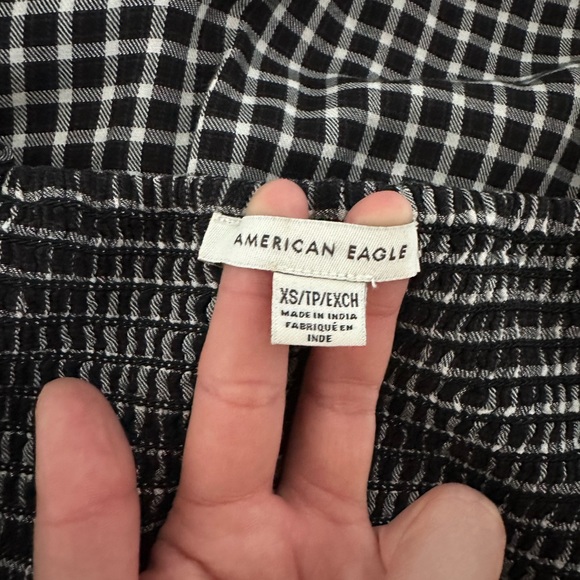 AMERICAN EAGLE
XS/TP/EXCH
MADE IN INDIA
FABRIQUÉ EN
INDE